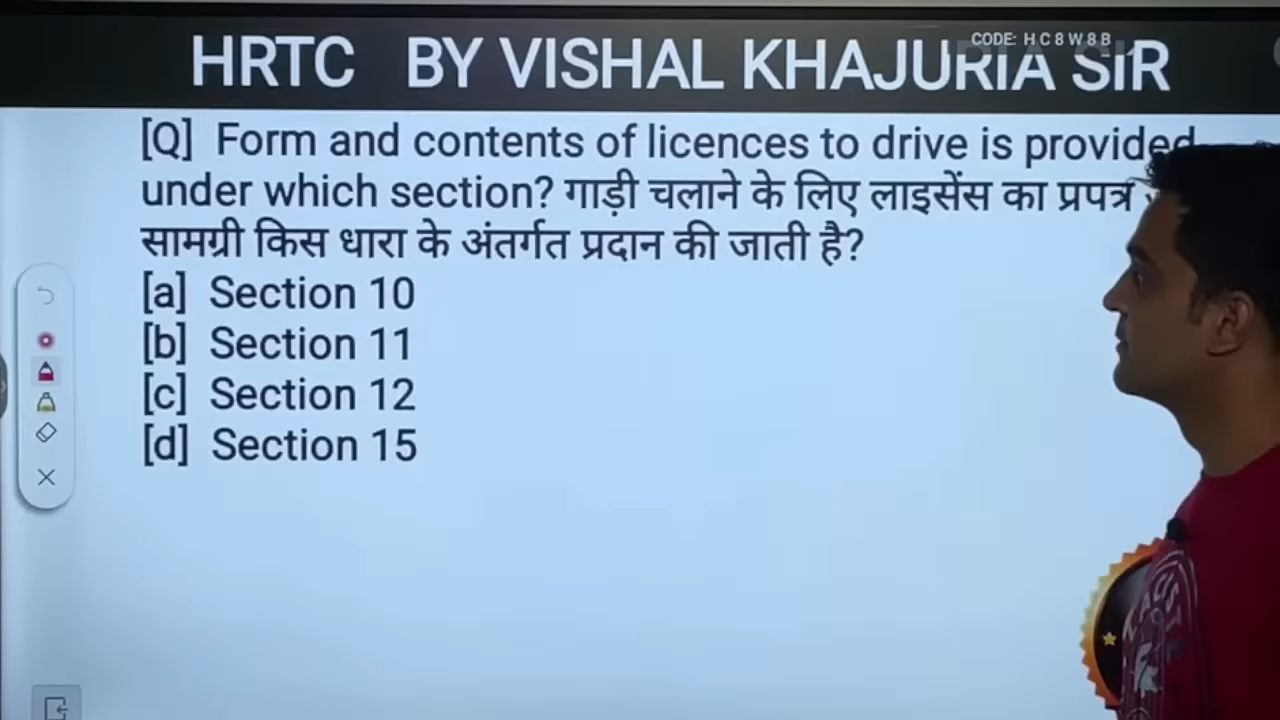 CODE: HC8W8B
HRTC BY VISHAL KHAJURIA SIR
[Q] Form and contents of licences to drive is provided
under which section? गाड़ी चलाने के लिए लाइसेंस का प्रपत्र
सामग्री किस धारा के अंतर्गत प्रदान की जाती है?
[a] Section 10
[b] Section 11
[c] Section 12
[d] Section 15